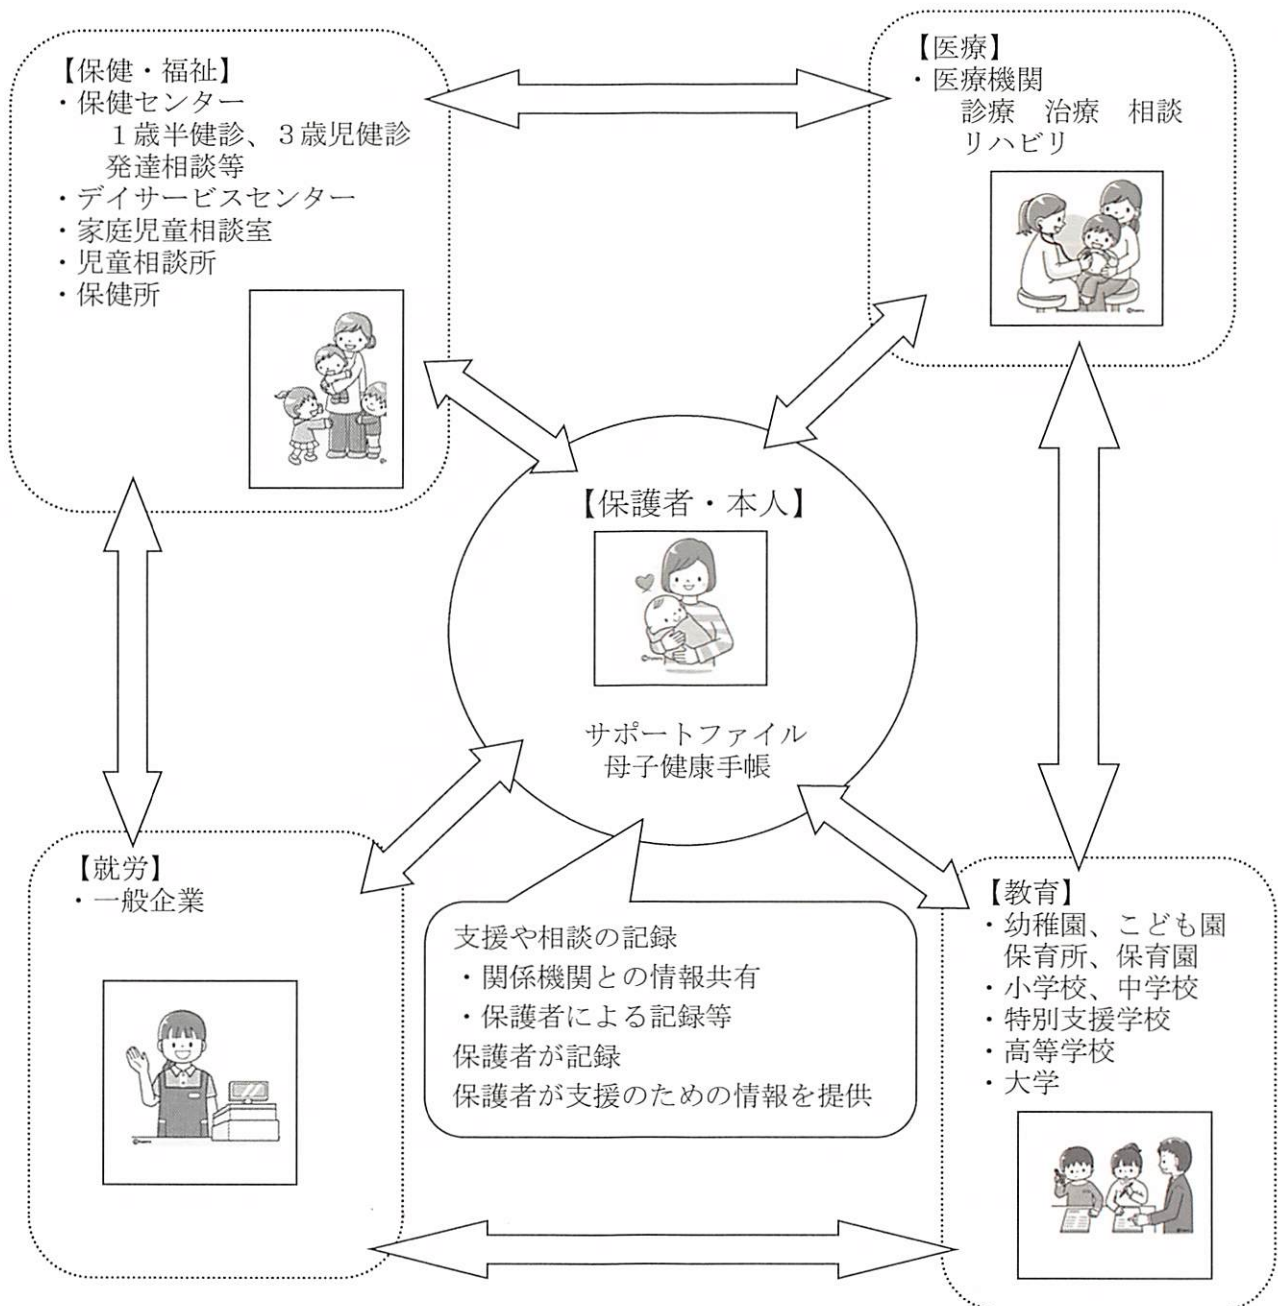 【保健・福祉】
・保健センター
１歳半健診、３歳児健診
発達相談等
・デイサービスセンター
・家庭児童相談室
・児童相談所
・保健所
【医療】
・医療機関
診療　治療　相談
リハビリ
【保護者・本人】
サポートファイル
母子健康手帳
【就労】
・一般企業
支援や相談の記録
・関係機関との情報共有
・保護者による記録等
保護者が記録
保護者が支援のための情報を提供
【教育】
・幼稚園、こども園
保育所、保育園
・小学校、中学校
・特別支援学校
・高等学校
・大学